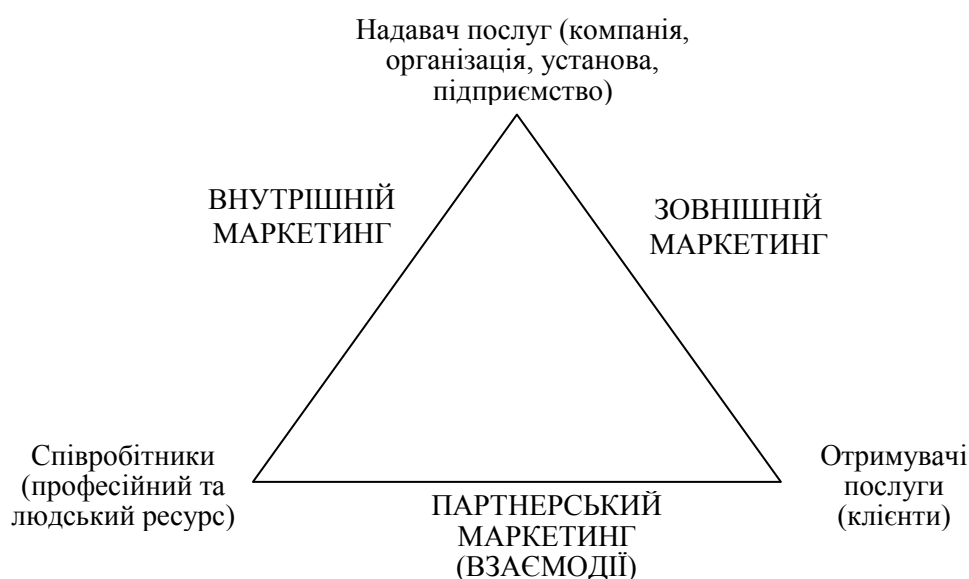 Надавач послуг (компанія,
організація, установа,
підприємство)
ВНУТРІШНІЙ
МАРКЕТИНГ
ЗОВНІШНІЙ
МАРКЕТИНГ
Співробітники
(професійний та
людський ресурс)
ПАРТНЕРСЬКИЙ
МАРКЕТИНГ
(ВЗАЄМОДІЇ)
Отримувачі
послуги
(клієнти)